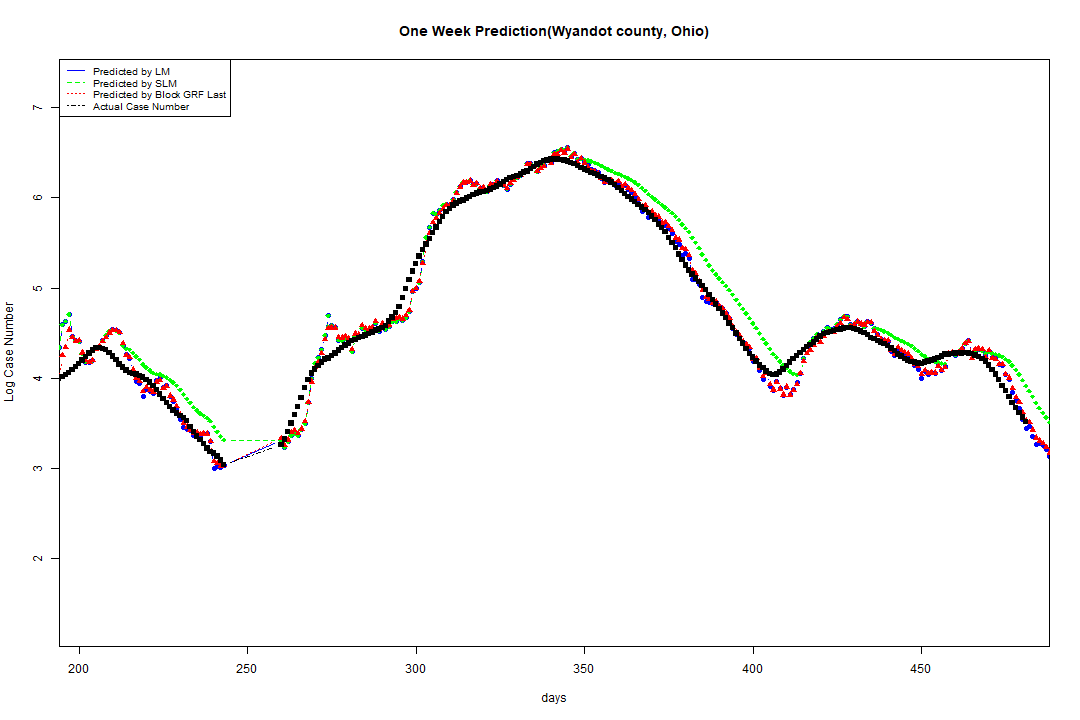 One Week Prediction(Wyandot county, Ohio)
Predicted by LM
Predicted by SLM
Predicted by Block GRF Last
Actual Case Number
7
6
5
4
3
2
Log Case Number
200 250 300 350 400 450
days